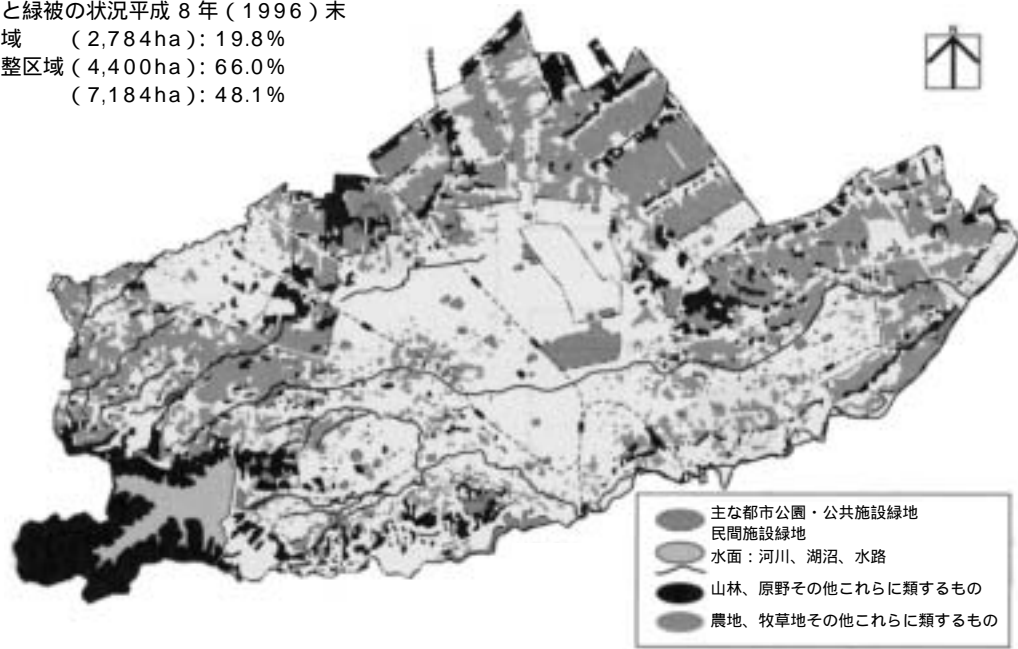 と緑被の状況平成8年(1996)末
域 (2,784ha): 19.8%
整区域(4,400ha): 66.0%
(7,184ha): 48.1%
主な都市公園・公共施設緑地
民間施設緑地
水面:河川、湖沼、水路
山林、原野その他これらに類するもの
農地、牧草地その他これらに類するもの